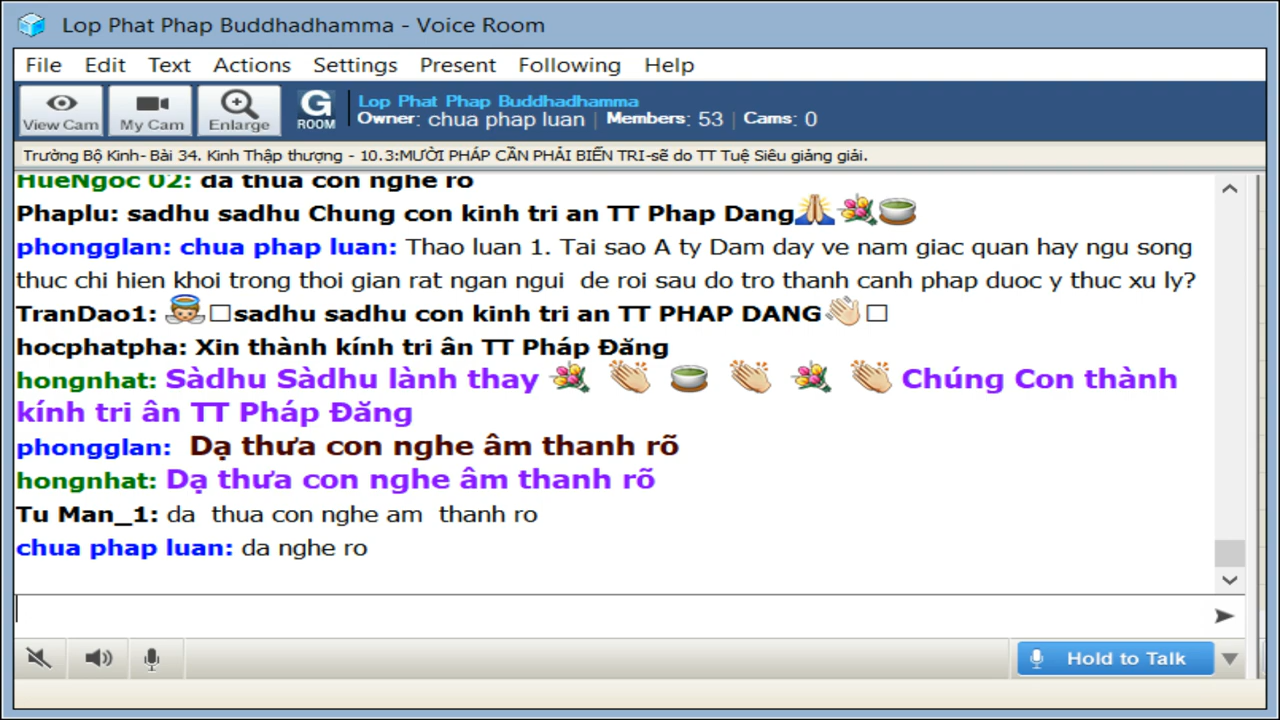 Lop Phat Phap Buddhadhamma - Voice Room
File Edit Text Actions Settings Present Following Help
View Cam My Cam Enlarge G ROOM
Lop Phat Phap Buddhadhamma
Owner: chua phap luan | Members: 53 | Cams: 0
Trường Bộ Kinh- Bài 34. Kinh Thập thượng - 10.3:MƯỜI PHÁP CẦN PHẢI BIẾN TRI-sẽ do TT Tuệ Siêu giảng giải.
HueNgoc 02: da thua con nghe ro
Phaplu: sadhu sadhu Chung con kinh tri an TT Phap Dang
phongglan: chua phap luan: Thao luan 1. Tai sao A ty Dam day ve nam giac quan hay ngu song
thuc chi hien khoi trong thoi gian rat ngan ngui  de roi sau do tro thanh canh phap duoc y thuc xu ly?
TranDao1: sadhu sadhu con kinh tri an TT PHAP DANG
hocphatpha: Xin thành kính tri ân TT Pháp Đăng
hongnhat: Sàdhu Sàdhu lành thay Chúng Con thành
kính tri ân TT Pháp Đăng
phongglan:  Dạ thưa con nghe âm thanh rõ
hongnhat: Dạ thưa con nghe âm thanh rõ
Tu Man_1: da  thua con nghe am  thanh ro
chua phap luan: da nghe ro
Hold to Talk